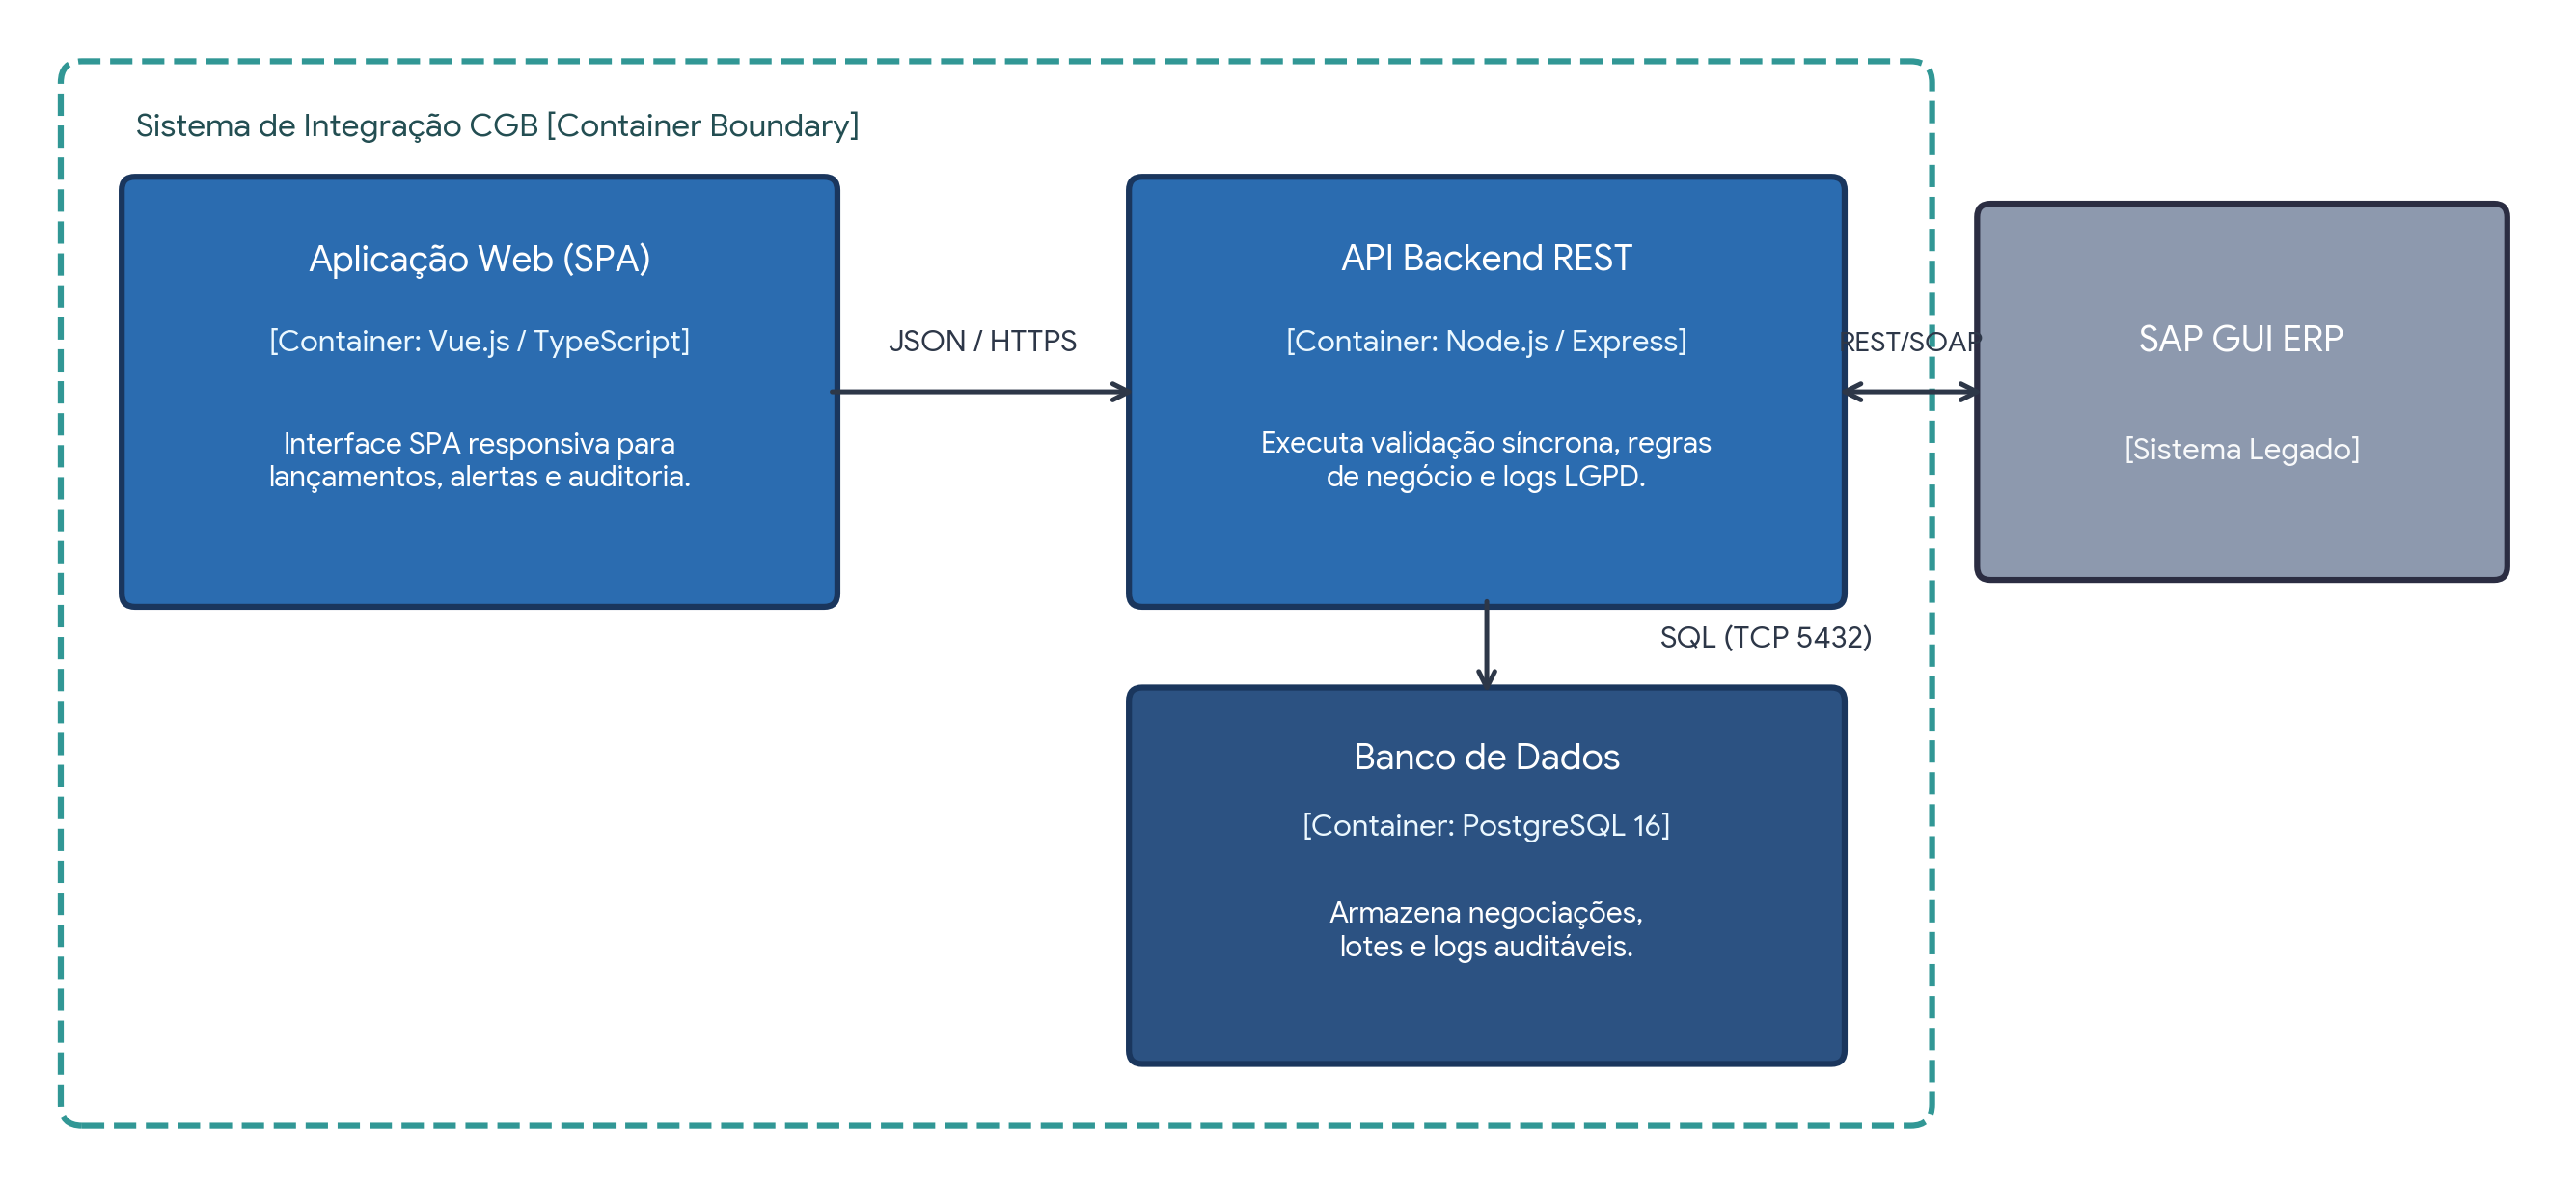 Sistema de Integração CGB [Container Boundary]
Aplicação Web (SPA)
[Container: Vue.js / TypeScript]
Interface SPA responsiva para
lançamentos, alertas e auditoria.
JSON / HTTPS
API Backend REST
[Container: Node.js / Express]
Executa validação síncrona, regras
de negócio e logs LGPD.
REST/SOAP
SAP GUI ERP
[Sistema Legado]
SQL (TCP 5432)
Banco de Dados
[Container: PostgreSQL 16]
Armazena negociações,
lotes e logs auditáveis.